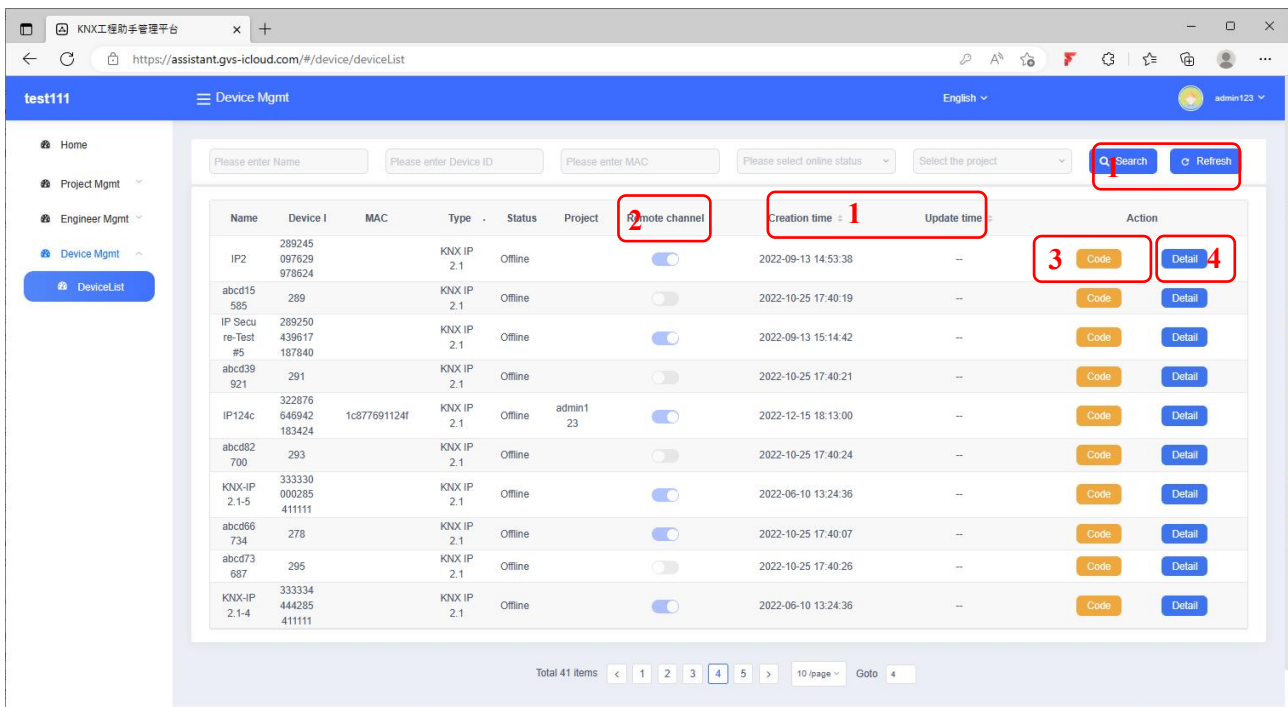 KNX工程助手管理平台
https://assistant.gvs-icloud.com/#/device/deviceList
test111 Device Mgmt English admin123
Home
Project Mgmt
Engineer Mgmt
Device Mgmt
DeviceList
Please enter Name Please enter Device ID Please enter MAC Please select online status Select the project Search Refresh
1
Name Device I MAC Type Status Project Remote channel Creation time Update time Action
2 1
IP2 289245 097629 978624 KNX IP 2.1 Offline 2022-09-13 14:53:38 -- Code Detail
3 4
abcd15 585 289 KNX IP 2.1 Offline 2022-10-25 17:40:19 -- Code Detail
IP Secu re-Test #5 289250 439617 187840 KNX IP 2.1 Offline 2022-09-13 15:14:42 -- Code Detail
abcd39 921 291 KNX IP 2.1 Offline 2022-10-25 17:40:21 -- Code Detail
IP124c 322876 646942 183424 1c877691124f KNX IP 2.1 Offline admin1 23 2022-12-15 18:13:00 -- Code Detail
abcd82 700 293 KNX IP 2.1 Offline 2022-10-25 17:40:24 -- Code Detail
KNX-IP 2.1-5 333330 000285 411111 KNX IP 2.1 Offline 2022-06-10 13:24:36 -- Code Detail
abcd66 734 278 KNX IP 2.1 Offline 2022-10-25 17:40:07 -- Code Detail
abcd73 687 295 KNX IP 2.1 Offline 2022-10-25 17:40:26 -- Code Detail
KNX-IP 2.1-4 333334 444285 411111 KNX IP 2.1 Offline 2022-06-10 13:24:36 -- Code Detail
Total 41 items < 1 2 3 4 5 > 10 /page Goto 4